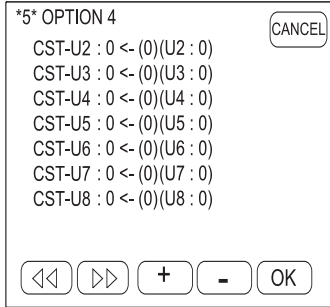 *5* OPTION 4
CANCEL
CST-U2 : 0 <- (0)(U2 : 0)
CST-U3 : 0 <- (0)(U3 : 0)
CST-U4 : 0 <- (0)(U4 : 0)
CST-U5 : 0 <- (0)(U5 : 0)
CST-U6 : 0 <- (0)(U6 : 0)
CST-U7 : 0 <- (0)(U7 : 0)
CST-U8 : 0 <- (0)(U8 : 0)
+ - OK